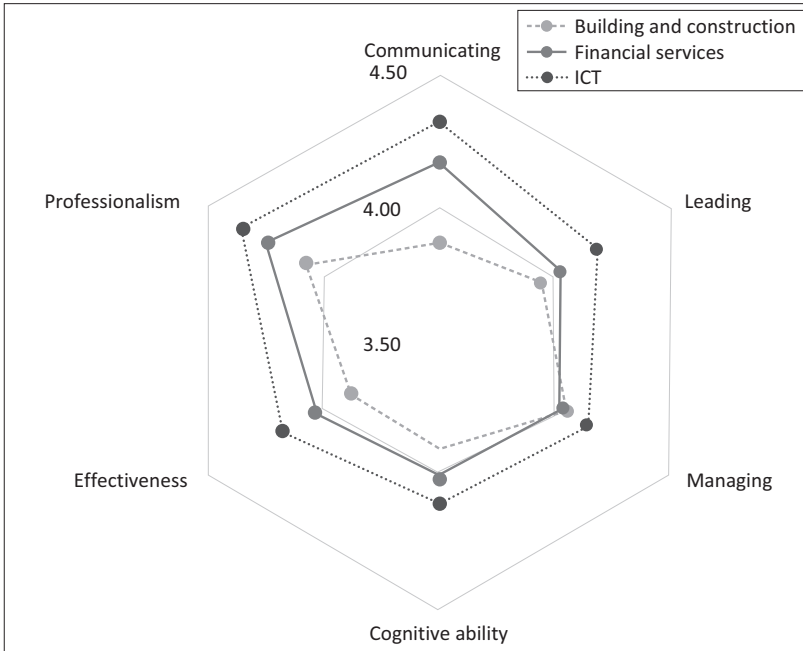 Building and construction
Financial services
ICT
Communicating
4.50
Professionalism
4.00
Leading
3.50
Effectiveness
Managing
Cognitive ability